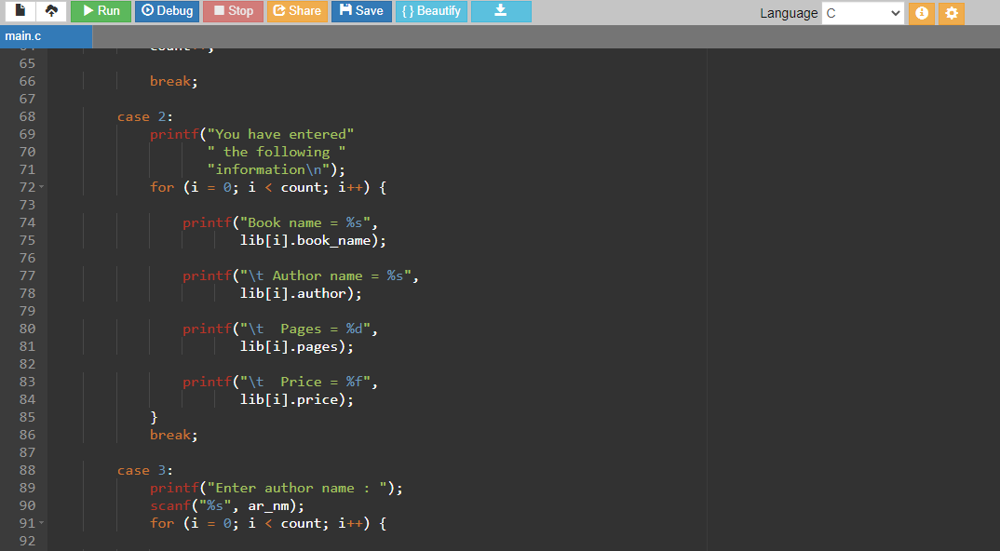 Run Debug Stop Share Save { } Beautify Language C
main.c
64 count++;
65
66 break;
67
68 case 2:
69 printf("You have entered"
70 " the following "
71 "information\n");
72 for (i = 0; i < count; i++) {
73
74 printf("Book name = %s",
75 lib[i].book_name);
76
77 printf("\t Author name = %s",
78 lib[i].author);
79
80 printf("\t  Pages = %d",
81 lib[i].pages);
82
83 printf("\t  Price = %f",
84 lib[i].price);
85 }
86 break;
87
88 case 3:
89 printf("Enter author name : ");
90 scanf("%s", ar_nm);
91 for (i = 0; i < count; i++) {
92